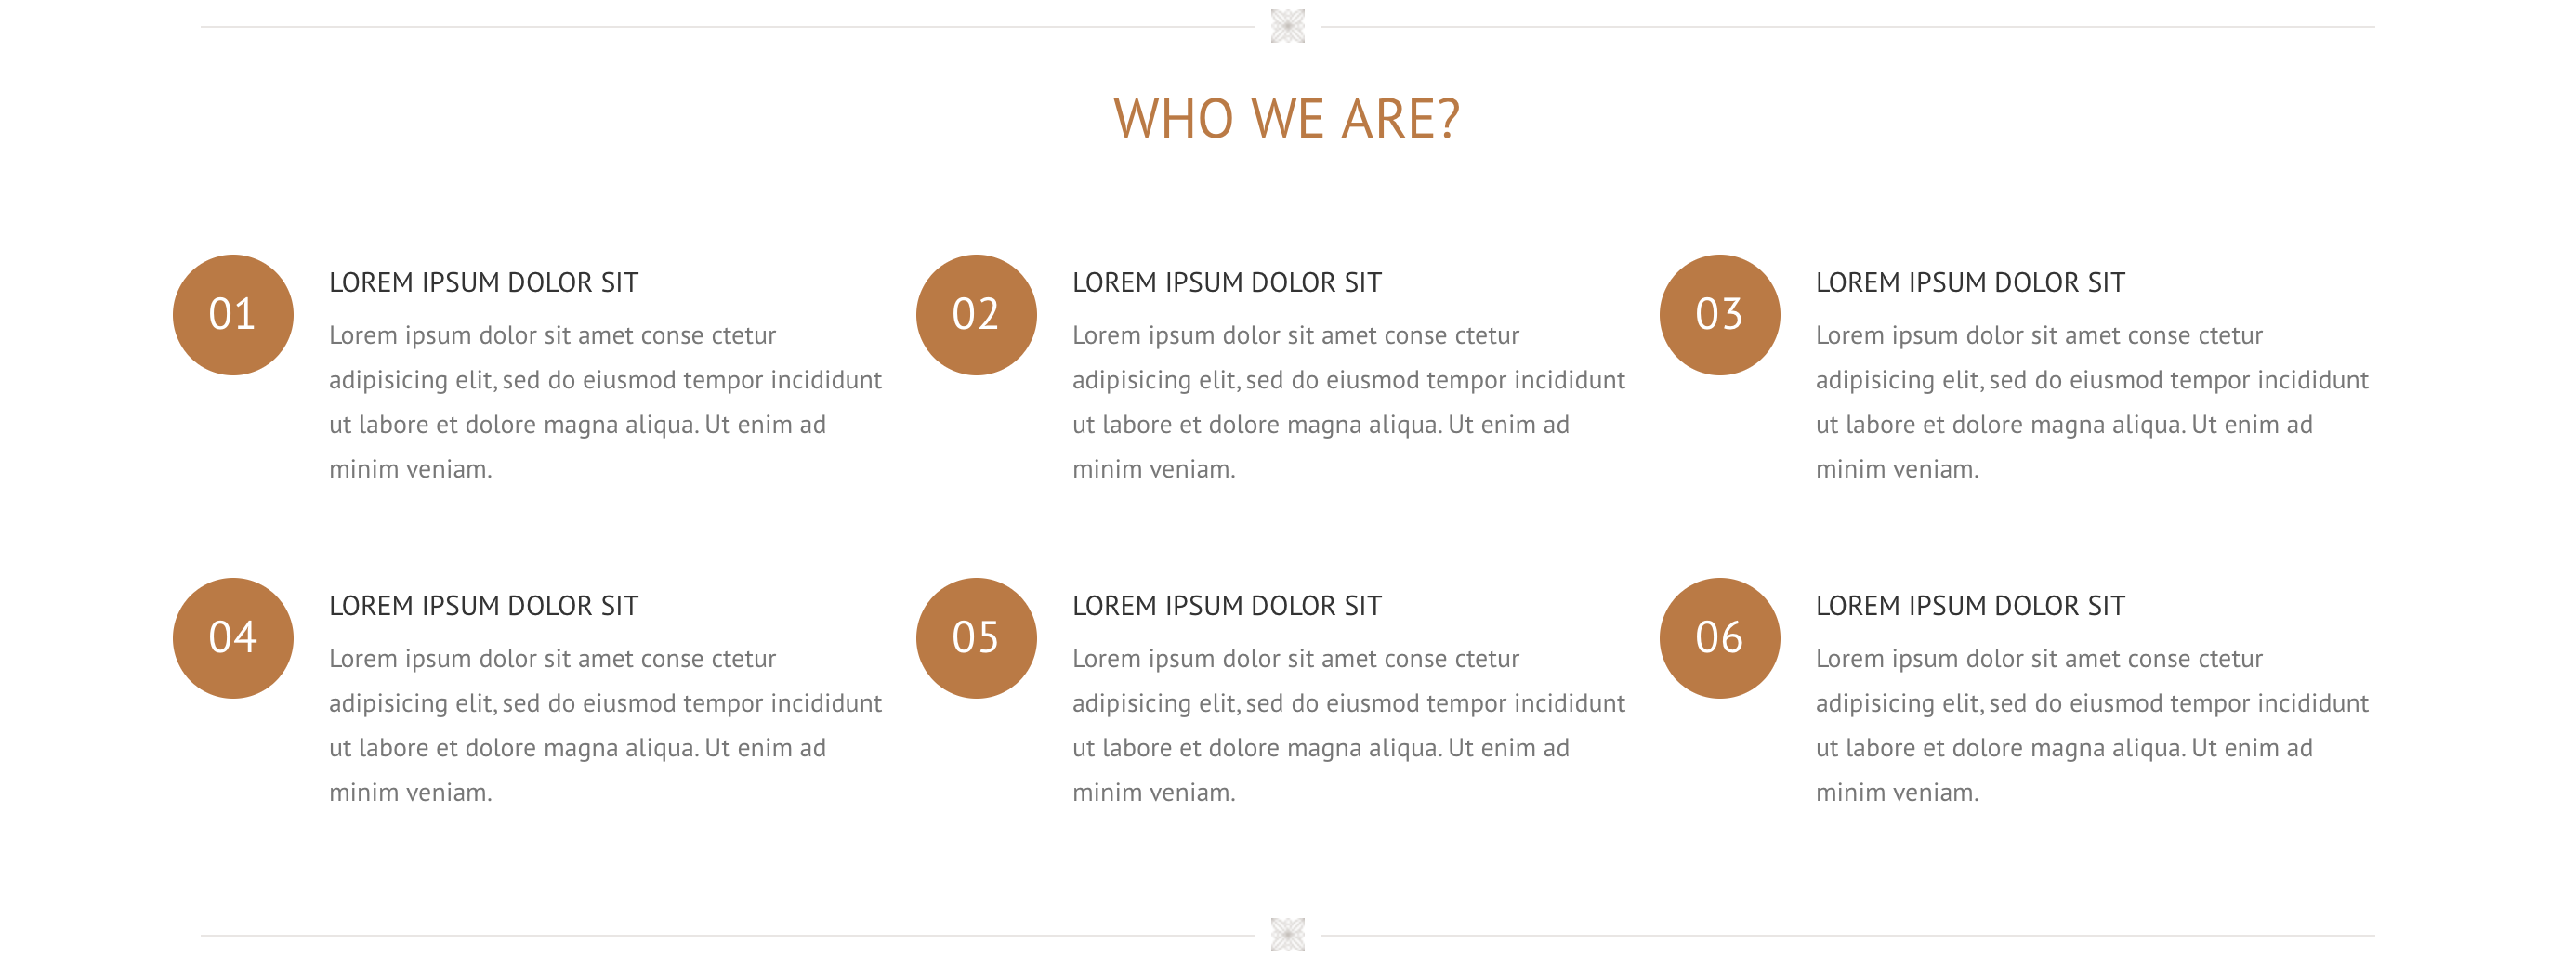 WHO WE ARE?
01
LOREM IPSUM DOLOR SIT
Lorem ipsum dolor sit amet conse ctetur
adipisicing elit, sed do eiusmod tempor incididunt
ut labore et dolore magna aliqua. Ut enim ad
minim veniam.
02
LOREM IPSUM DOLOR SIT
Lorem ipsum dolor sit amet conse ctetur
adipisicing elit, sed do eiusmod tempor incididunt
ut labore et dolore magna aliqua. Ut enim ad
minim veniam.
03
LOREM IPSUM DOLOR SIT
Lorem ipsum dolor sit amet conse ctetur
adipisicing elit, sed do eiusmod tempor incididunt
ut labore et dolore magna aliqua. Ut enim ad
minim veniam.
04
LOREM IPSUM DOLOR SIT
Lorem ipsum dolor sit amet conse ctetur
adipisicing elit, sed do eiusmod tempor incididunt
ut labore et dolore magna aliqua. Ut enim ad
minim veniam.
05
LOREM IPSUM DOLOR SIT
Lorem ipsum dolor sit amet conse ctetur
adipisicing elit, sed do eiusmod tempor incididunt
ut labore et dolore magna aliqua. Ut enim ad
minim veniam.
06
LOREM IPSUM DOLOR SIT
Lorem ipsum dolor sit amet conse ctetur
adipisicing elit, sed do eiusmod tempor incididunt
ut labore et dolore magna aliqua. Ut enim ad
minim veniam.